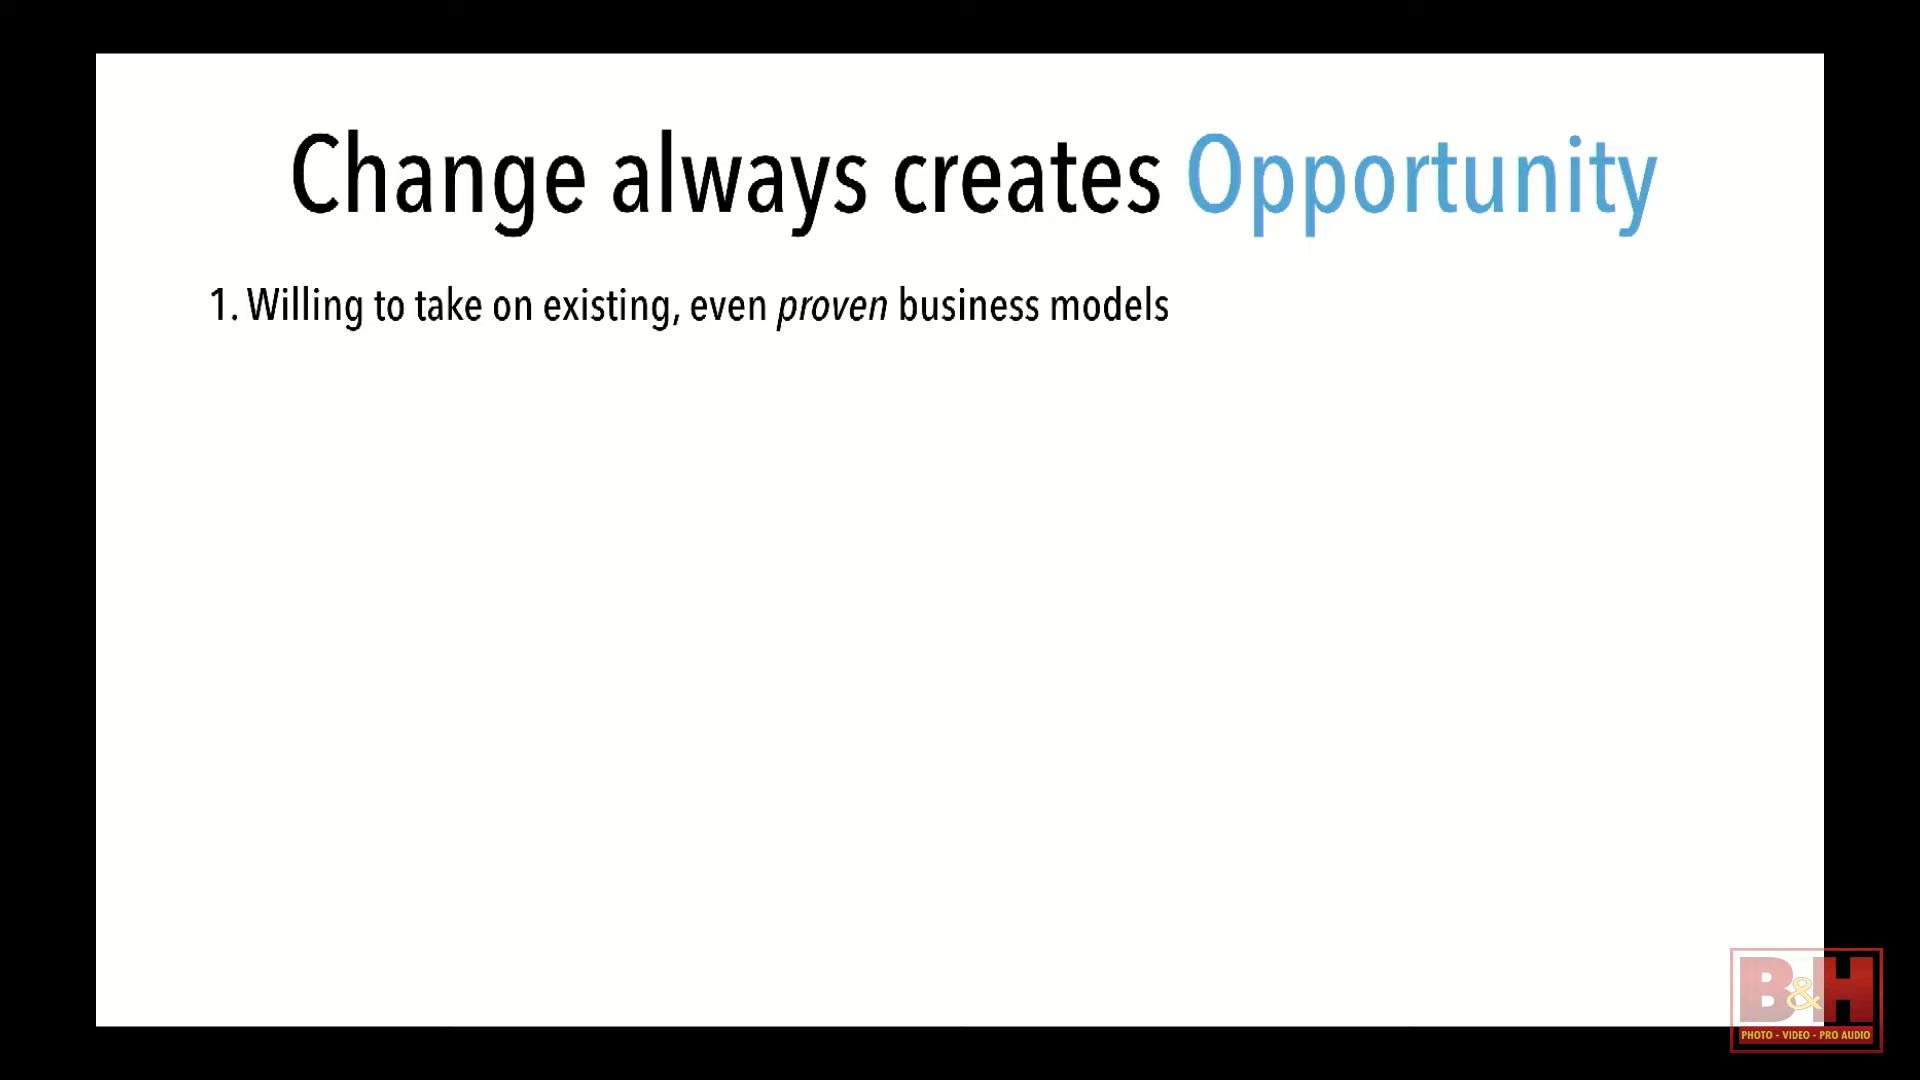 Change always creates Opportunity
1. Willing to take on existing, even proven business models
B&H
PHOTO - VIDEO - PRO AUDIO